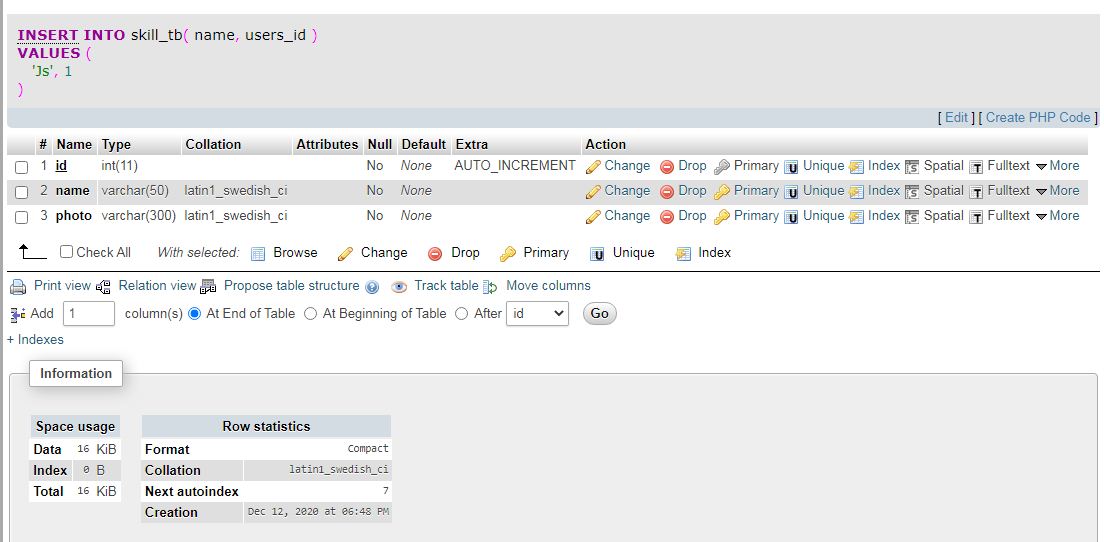 INSERT INTO skill_tb( name, users_id )
VALUES (
'Js', 1
)
[ Edit ] [ Create PHP Code ]
# Name Type Collation Attributes Null Default Extra Action
1 id int(11) No None AUTO_INCREMENT Change Drop Primary Unique Index Spatial Fulltext More
2 name varchar(50) latin1_swedish_ci No None Change Drop Primary Unique Index Spatial Fulltext More
3 photo varchar(300) latin1_swedish_ci No None Change Drop Primary Unique Index Spatial Fulltext More
Check All With selected: Browse Change Drop Primary Unique Index
Print view Relation view Propose table structure Track table Move columns
Add 1 column(s) At End of Table At Beginning of Table After id Go
+ Indexes
Information
Space usage
Data 16 KiB
Index 0 B
Total 16 KiB
Row statistics
Format Compact
Collation latin1_swedish_ci
Next autoindex 7
Creation Dec 12, 2020 at 06:48 PM